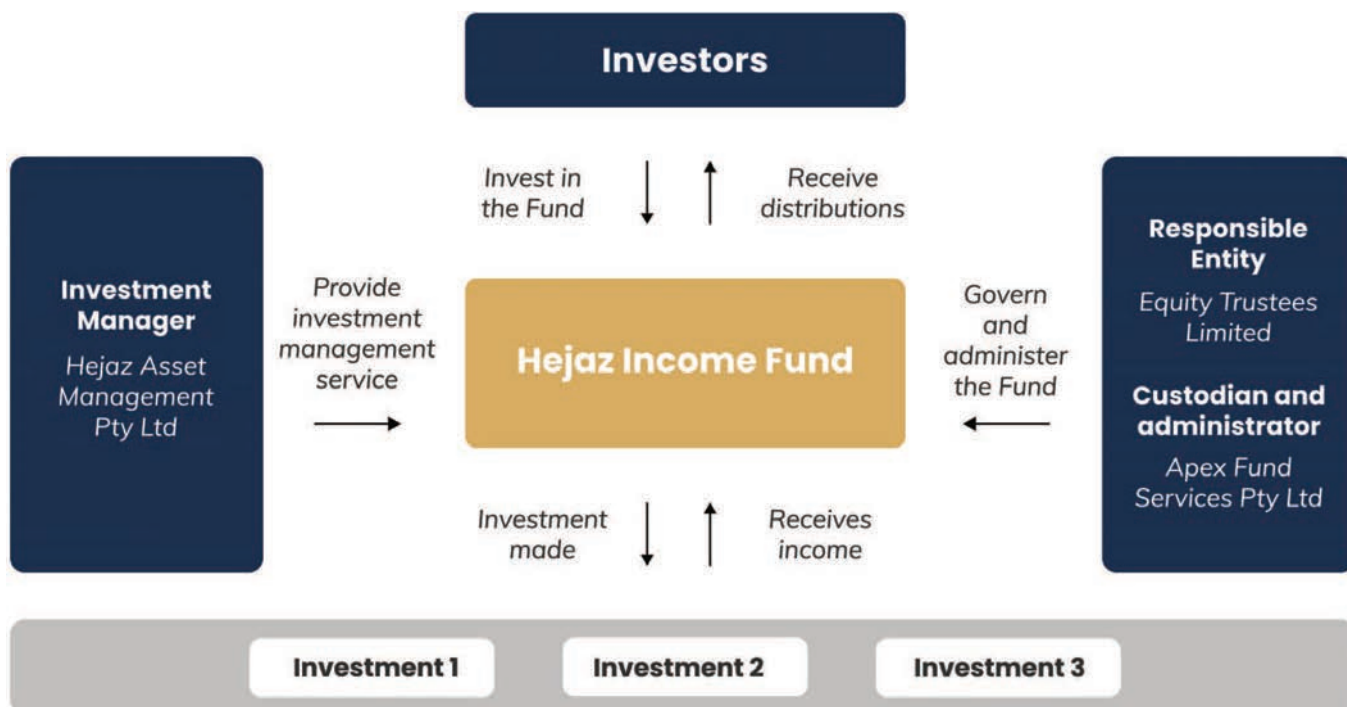 Investors
Invest in
the Fund
Receive
distributions
Investment
Manager
Hejaz Asset
Management
Pty Ltd
Provide
investment
management
service
Hejaz Income Fund
Govern
and
administer
the Fund
Responsible
Entity
Equity Trustees
Limited
Custodian and
administrator
Apex Fund
Services Pty Ltd
Investment
made
Receives
income
Investment 1
Investment 2
Investment 3